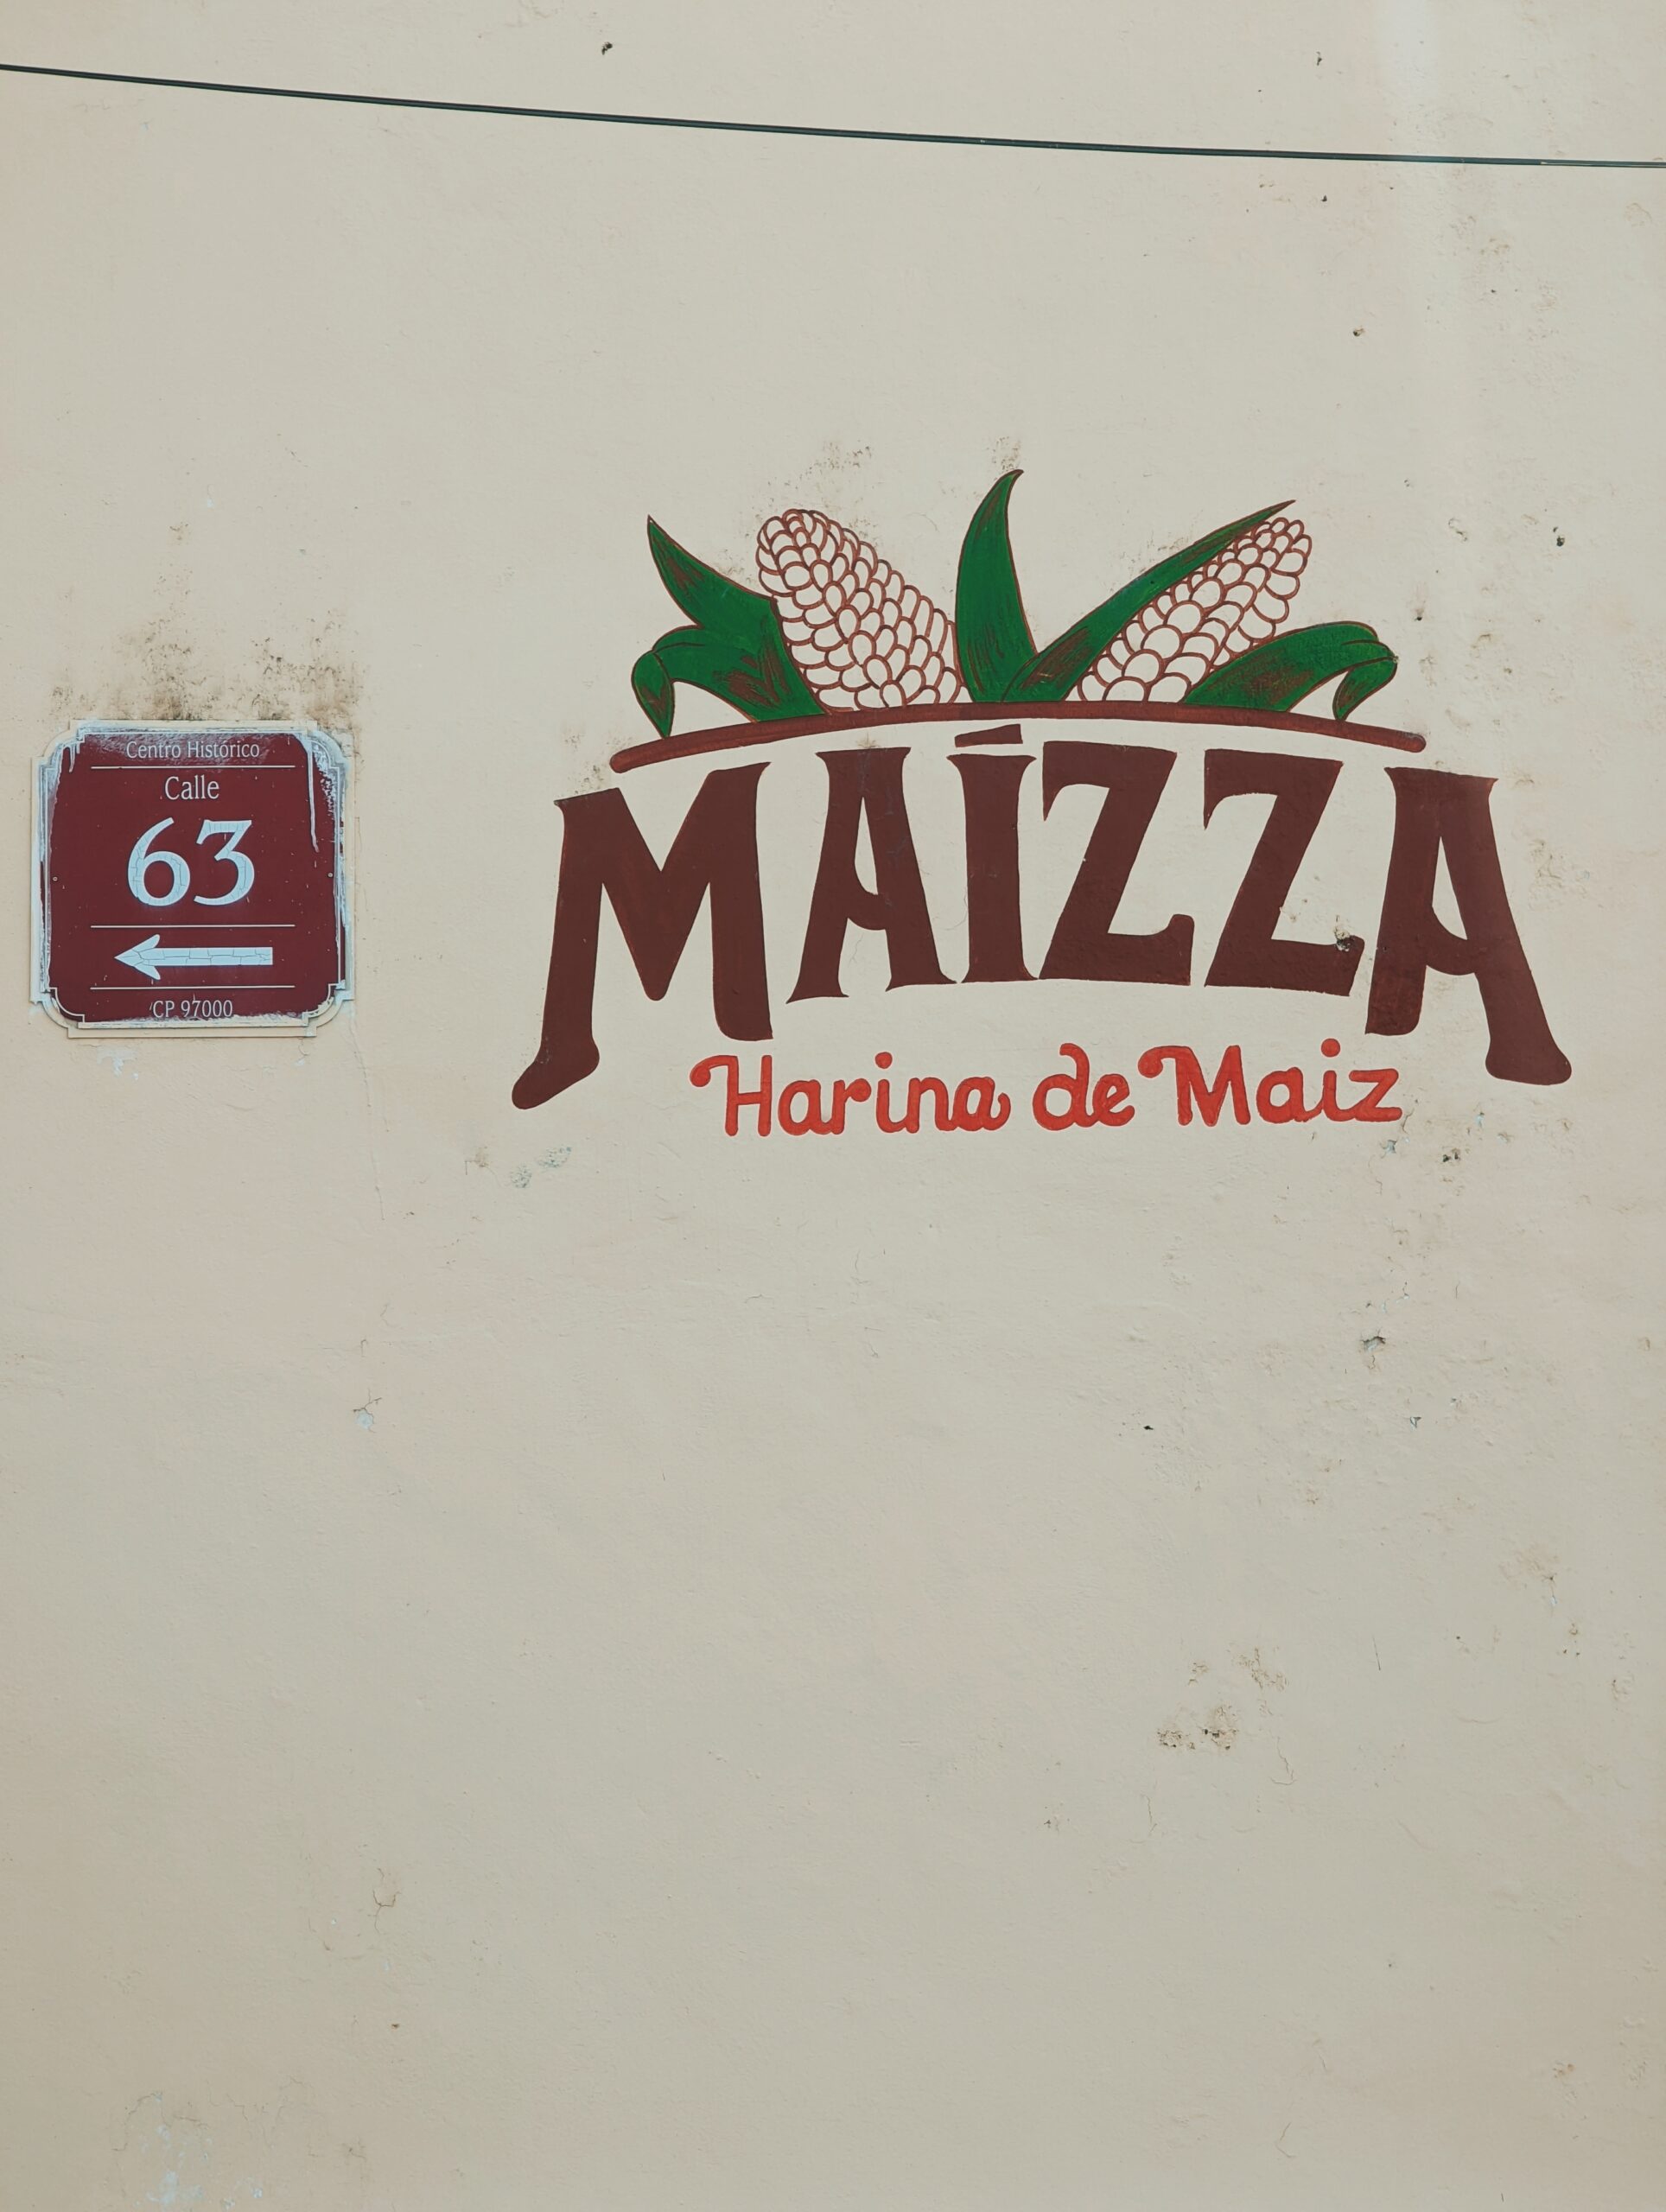 Centro Histórico
Calle
63
CP 97000
MAÍZZA
Harina de Maiz